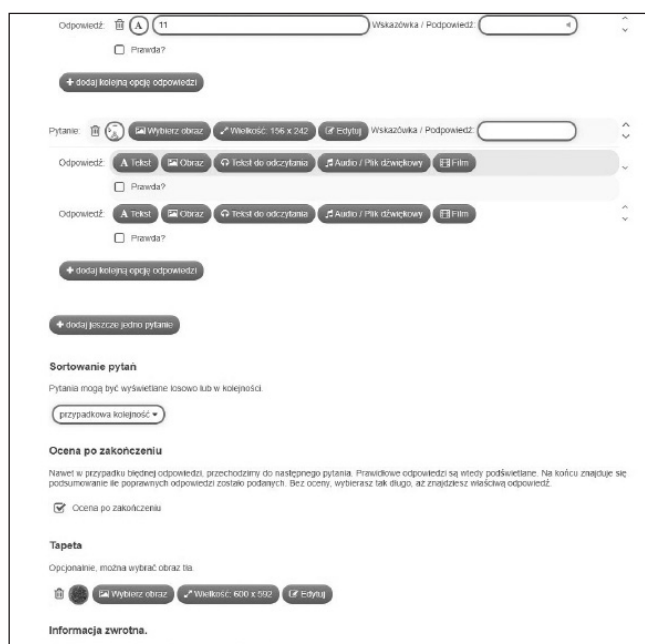 Odpowiedź: A 11 Wskazówka / Podpowiedź:
Prawda?
+ dodaj kolejną opcję odpowiedzi
Pytanie: Wybierz obraz Wielkość: 156 x 242 Edytuj Wskazówka / Podpowiedź:
Odpowiedź: A Tekst Obraz Tekst do odczytania Audio / Plik dźwiękowy Film
Prawda?
Odpowiedź: A Tekst Obraz Tekst do odczytania Audio / Plik dźwiękowy Film
Prawda?
+ dodaj kolejną opcję odpowiedzi
+ dodaj jeszcze jedno pytanie
Sortowanie pytań
Pytania mogą być wyświetlane losowo lub w kolejności.
przypadkowa kolejność
Ocena po zakończeniu
Nawet w przypadku błędnej odpowiedzi, przechodzimy do następnego pytania. Prawidłowe odpowiedzi są wtedy podświetlane. Na końcu znajduje się
podsumowanie ile poprawnych odpowiedzi zostało podanych. Bez oceny, wybierasz tak długo, aż znajdziesz właściwą odpowiedź.
Ocena po zakończeniu
Tapeta
Opcjonalnie, można wybrać obraz tła.
Wybierz obraz Wielkość: 600 x 592 Edytuj
Informacja zwrotna.